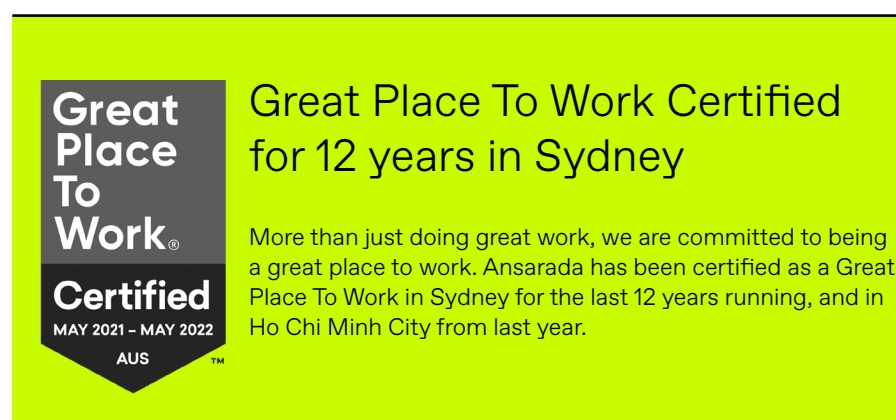 Great
Place
To
Work®
Certified
MAY 2021 – MAY 2022
AUS
TM
Great Place To Work Certified
for 12 years in Sydney
More than just doing great work, we are committed to being
a great place to work. Ansarada has been certified as a Great
Place To Work in Sydney for the last 12 years running, and in
Ho Chi Minh City from last year.